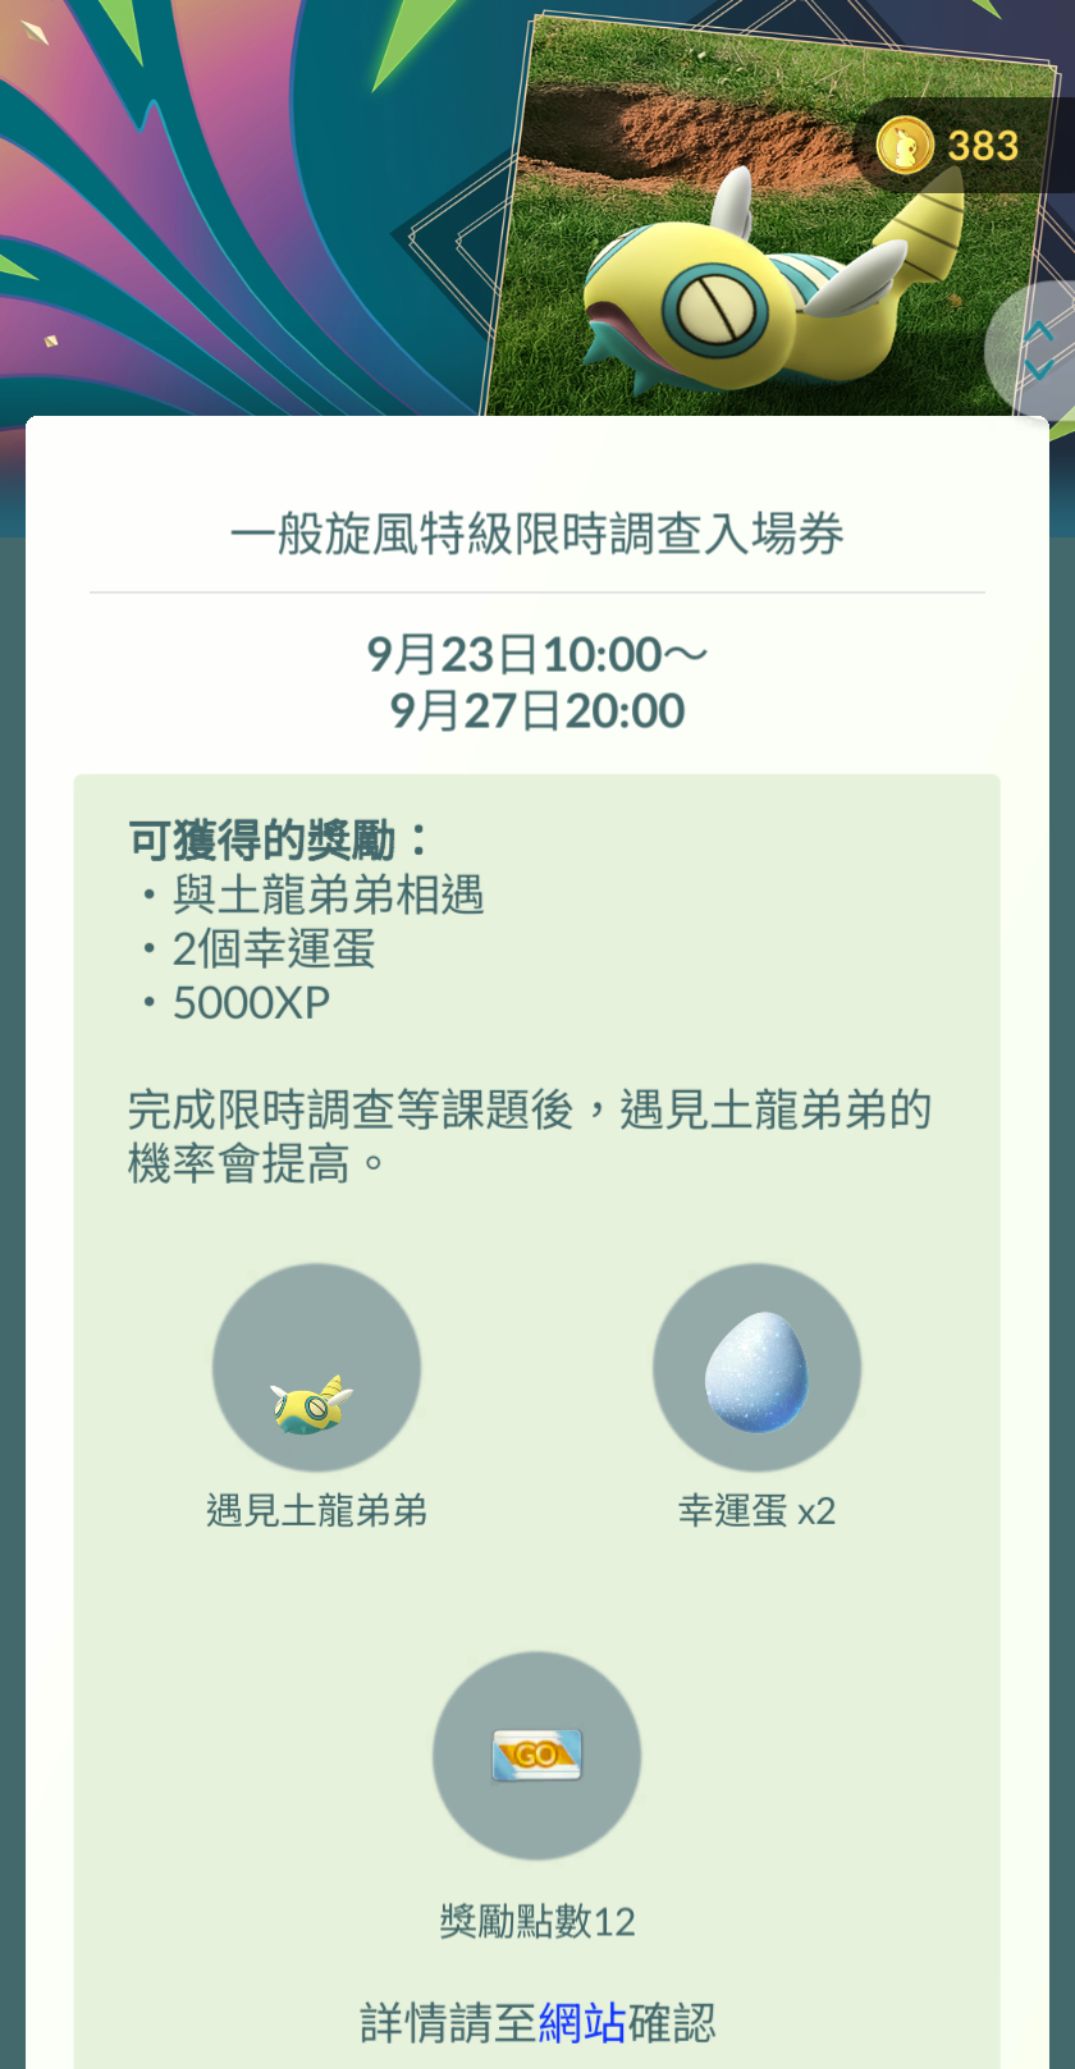 383
一般旋風特級限時調查入場券
9月23日10:00～
9月27日20:00
可獲得的獎勵：
・與土龍弟弟相遇
・2個幸運蛋
・5000XP
完成限時調查等課題後，遇見土龍弟弟的
機率會提高。
遇見土龍弟弟
幸運蛋 x2
GO
獎勵點數12
詳情請至網站確認